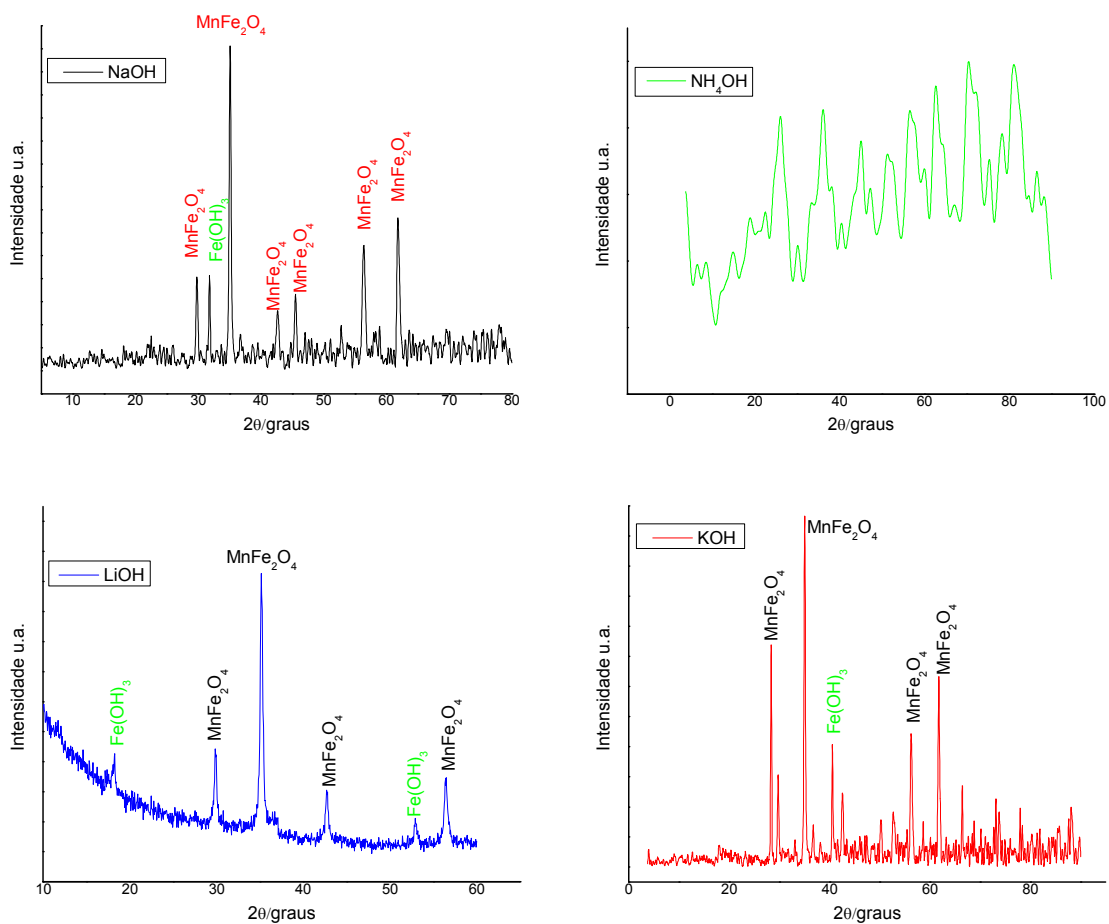 MnFe₂O₄
NaOH
MnFe₂O₄
Fe(OH)₃
MnFe₂O₄
MnFe₂O₄
MnFe₂O₄
MnFe₂O₄
Intensidade u.a.
10 20 30 40 50 60 70 80
2θ/graus
NH₄OH
Intensidade u.a.
0 20 40 60 80 100
2θ/graus
MnFe₂O₄
LiOH
Fe(OH)₃
MnFe₂O₄
MnFe₂O₄
Fe(OH)₃
MnFe₂O₄
Intensidade u.a.
10 20 30 40 50 60
2θ/graus
KOH
MnFe₂O₄
MnFe₂O₄
Fe(OH)₃
MnFe₂O₄
MnFe₂O₄
Intensidade u.a.
0 20 40 60 80
2θ/graus